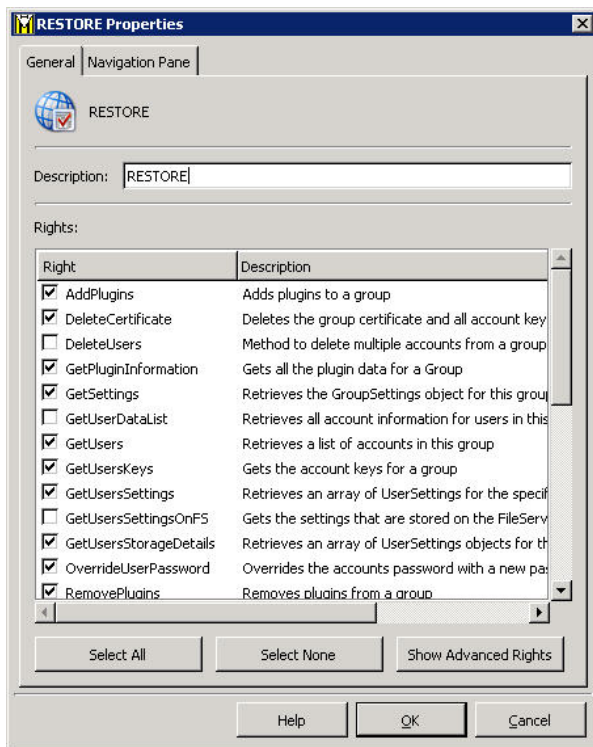 RESTORE Properties
General Navigation Pane
RESTORE
Description: RESTORE
Rights:
Right Description
AddPlugins Adds plugins to a group
DeleteCertificate Deletes the group certificate and all account key
DeleteUsers Method to delete multiple accounts from a group
GetPluginInformation Gets all the plugin data for a Group
GetSettings Retrieves the GroupSettings object for this grou
GetUserDataList Retrieves all account information for users in this
GetUsers Retrieves a list of accounts in this group
GetUsersKeys Gets the account keys for a group
GetUsersSettings Retrieves an array of UserSettings for the specif
GetUsersSettingsOnFS Gets the settings that are stored on the FileServ
GetUsersStorageDetails Retrieves an array of UserSettings objects for th
OverrideUserPassword Overrides the accounts password with a new pas
RemovePlugins Removes plugins from a group
Select All Select None Show Advanced Rights
Help OK Cancel